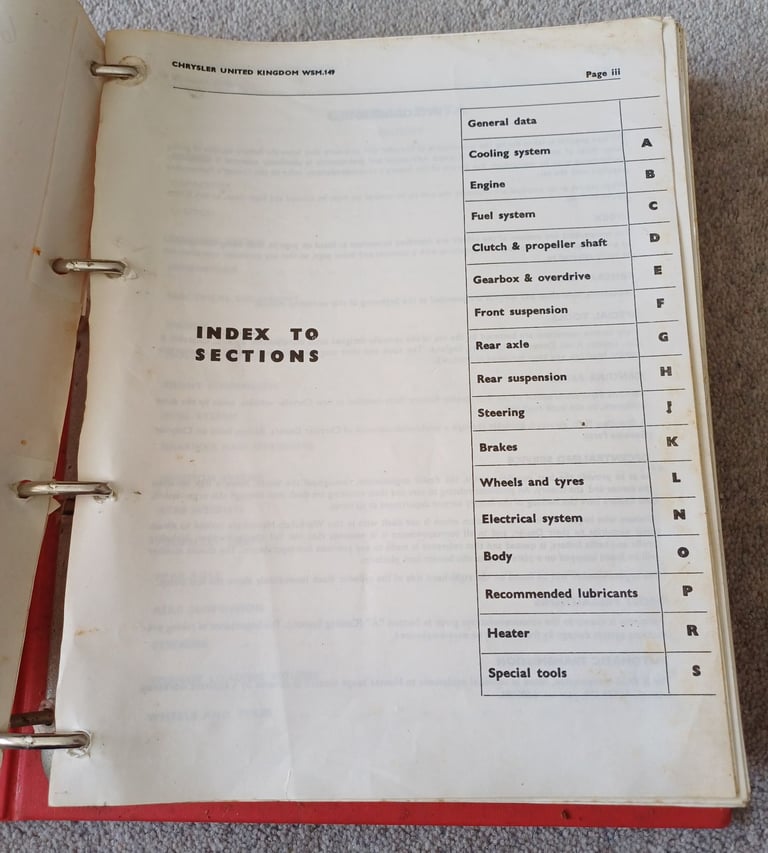 CHRYSLER UNITED KINGDOM WSM.149
Page iii
INDEX TO
SECTIONS
General data
Cooling system A
Engine B
Fuel system C
Clutch & propeller shaft D
Gearbox & overdrive E
Front suspension F
Rear axle G
Rear suspension H
Steering J
Brakes K
Wheels and tyres L
Electrical system N
Body O
Recommended lubricants P
Heater R
Special tools S